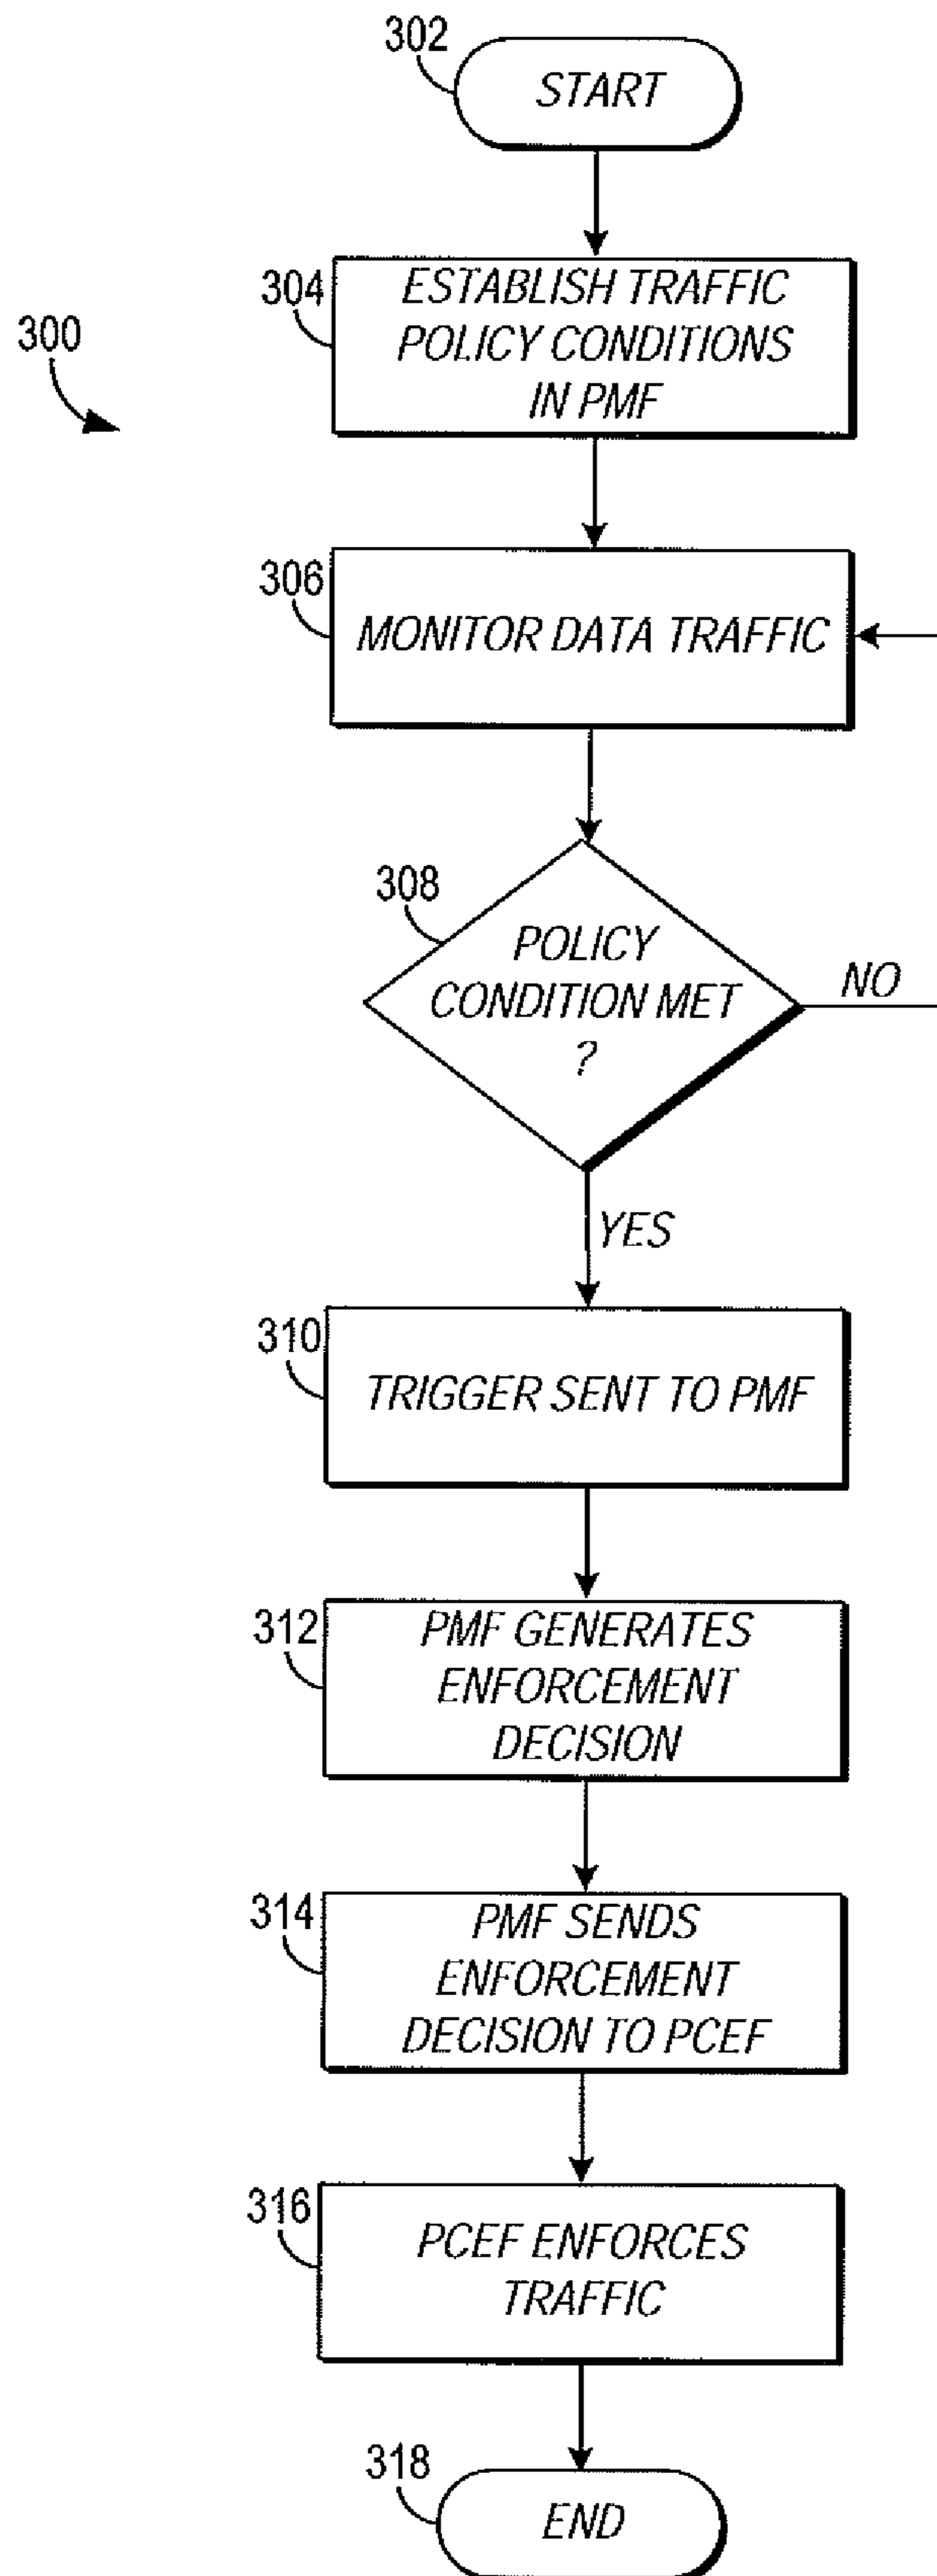 302
START
304
ESTABLISH TRAFFIC
POLICY CONDITIONS
IN PMF
300
306
MONITOR DATA TRAFFIC
308
POLICY
CONDITION MET
?
NO
YES
310
TRIGGER SENT TO PMF
312
PMF GENERATES
ENFORCEMENT
DECISION
314
PMF SENDS
ENFORCEMENT
DECISION TO PCEF
316
PCEF ENFORCES
TRAFFIC
318
END